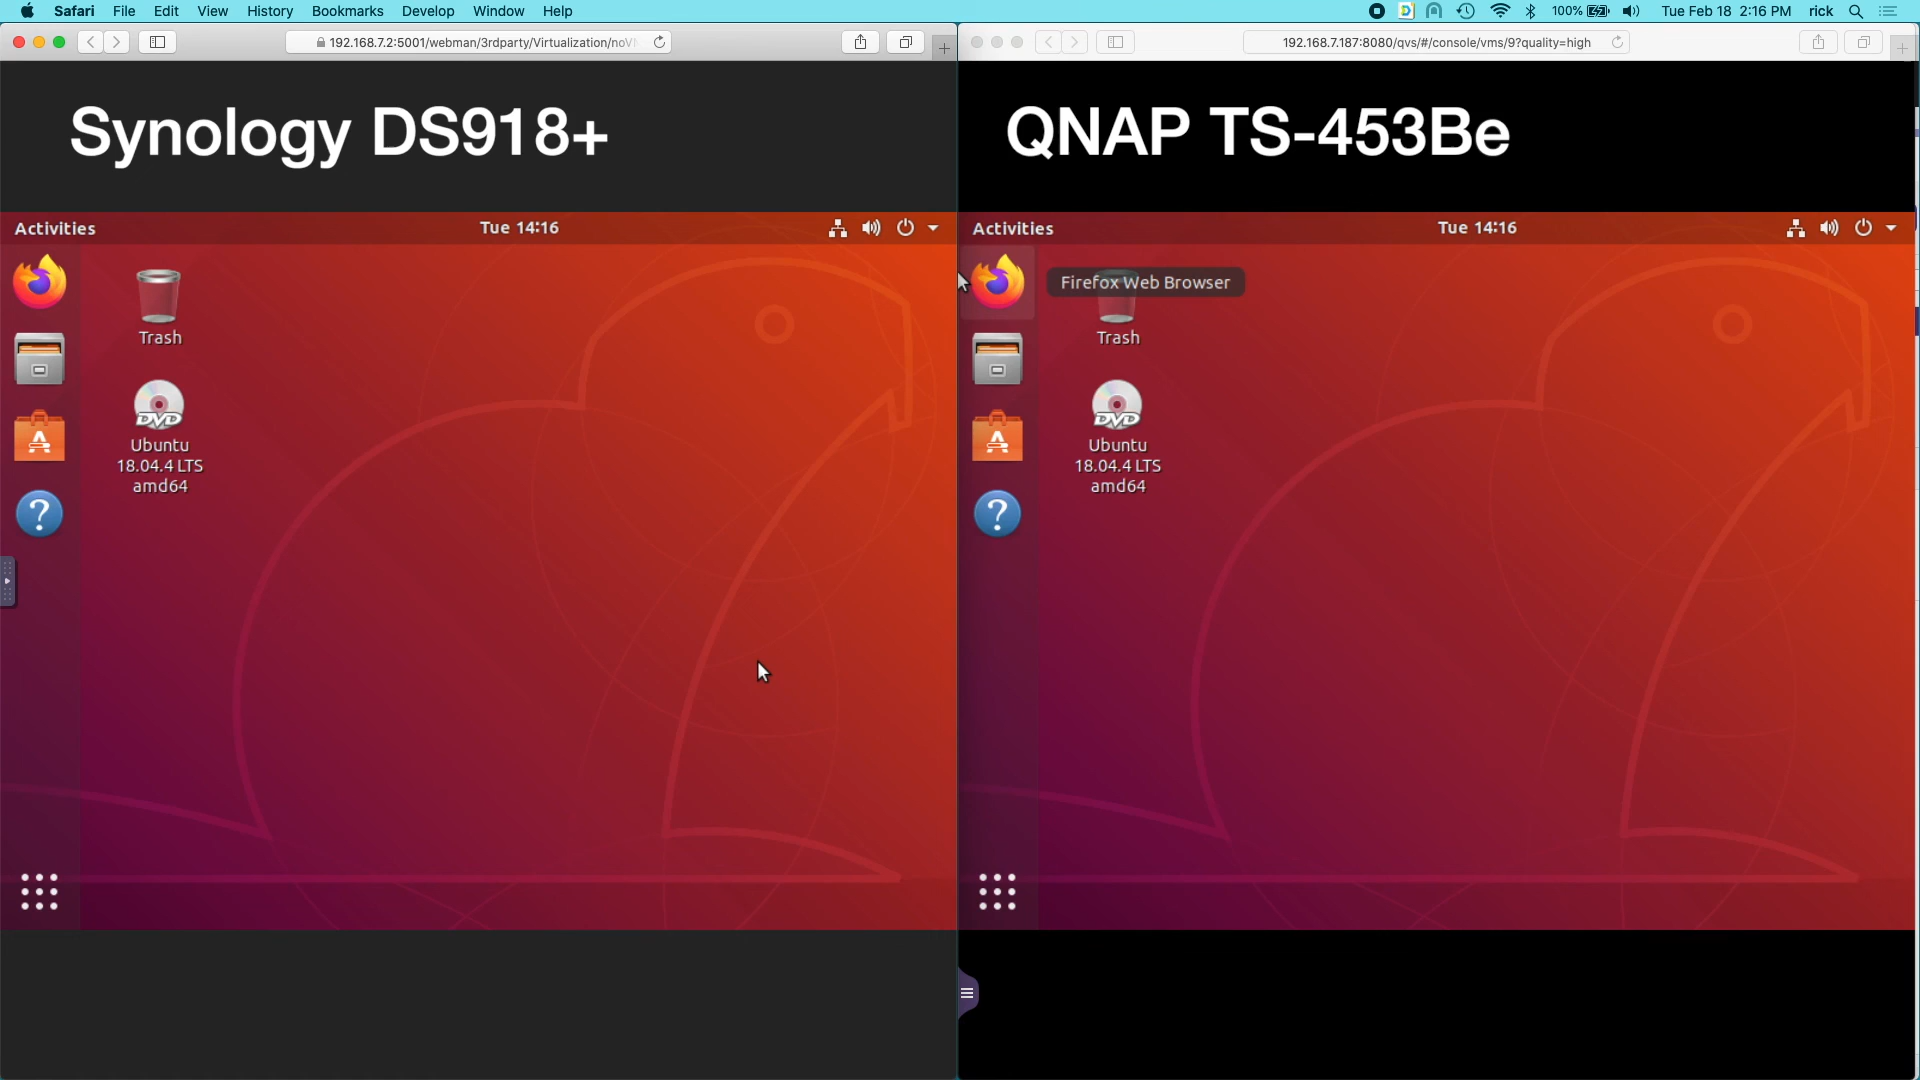 Safari File Edit View History Bookmarks Develop Window Help
100% Tue Feb 18 2:16 PM rick
192.168.7.2:5001/webman/3rdparty/Virtualization/noV
192.168.7.187:8080/qvs/#/console/vms/9?quality=high
Synology DS918+
QNAP TS-453Be
Activities
Tue 14:16
Activities
Tue 14:16
Trash
DVD
Ubuntu
18.04.4 LTS
amd64
?
Firefox Web Browser
Trash
DVD
Ubuntu
18.04.4 LTS
amd64
?